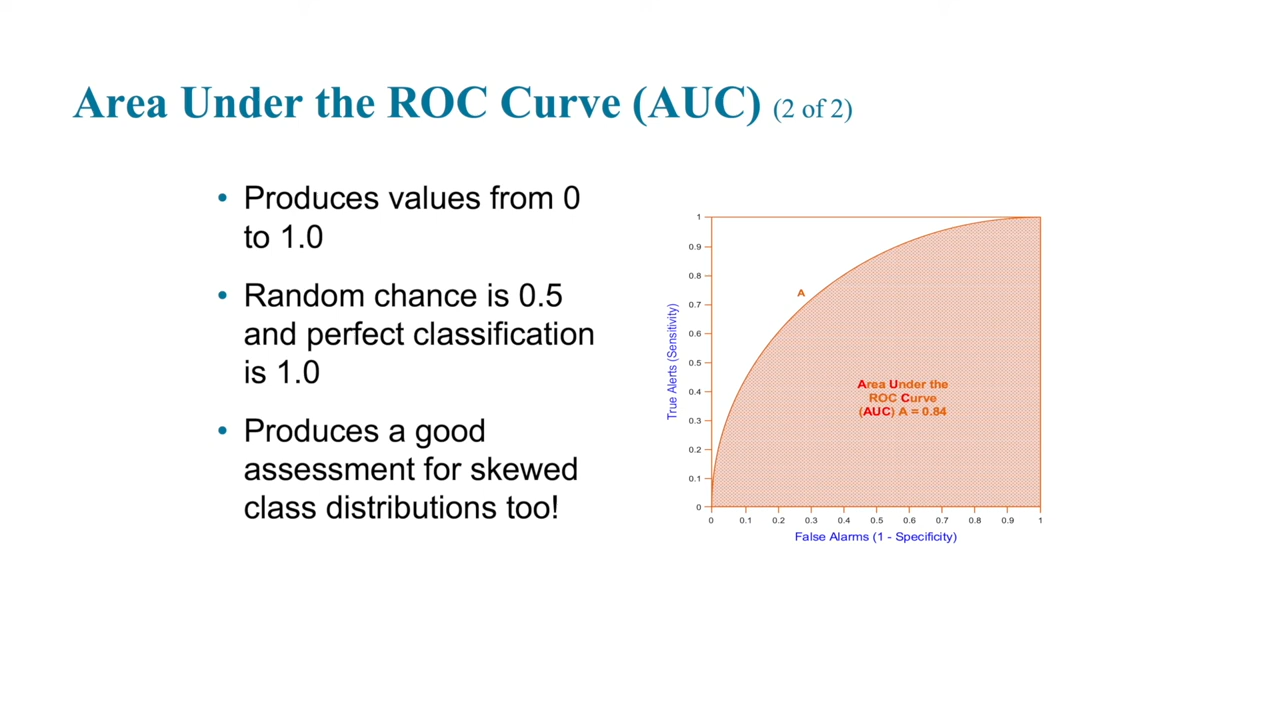 Area Under the ROC Curve (AUC) (2 of 2)
• Produces values from 0
to 1.0
• Random chance is 0.5
and perfect classification
is 1.0
• Produces a good
assessment for skewed
class distributions too!
True Alerts (Sensitivity)
1
0.9
0.8
0.7
0.6
0.5
0.4
0.3
0.2
0.1
0
A
Area Under the
ROC Curve
(AUC) A = 0.84
0 0.1 0.2 0.3 0.4 0.5 0.6 0.7 0.8 0.9 1
False Alarms (1 - Specificity)